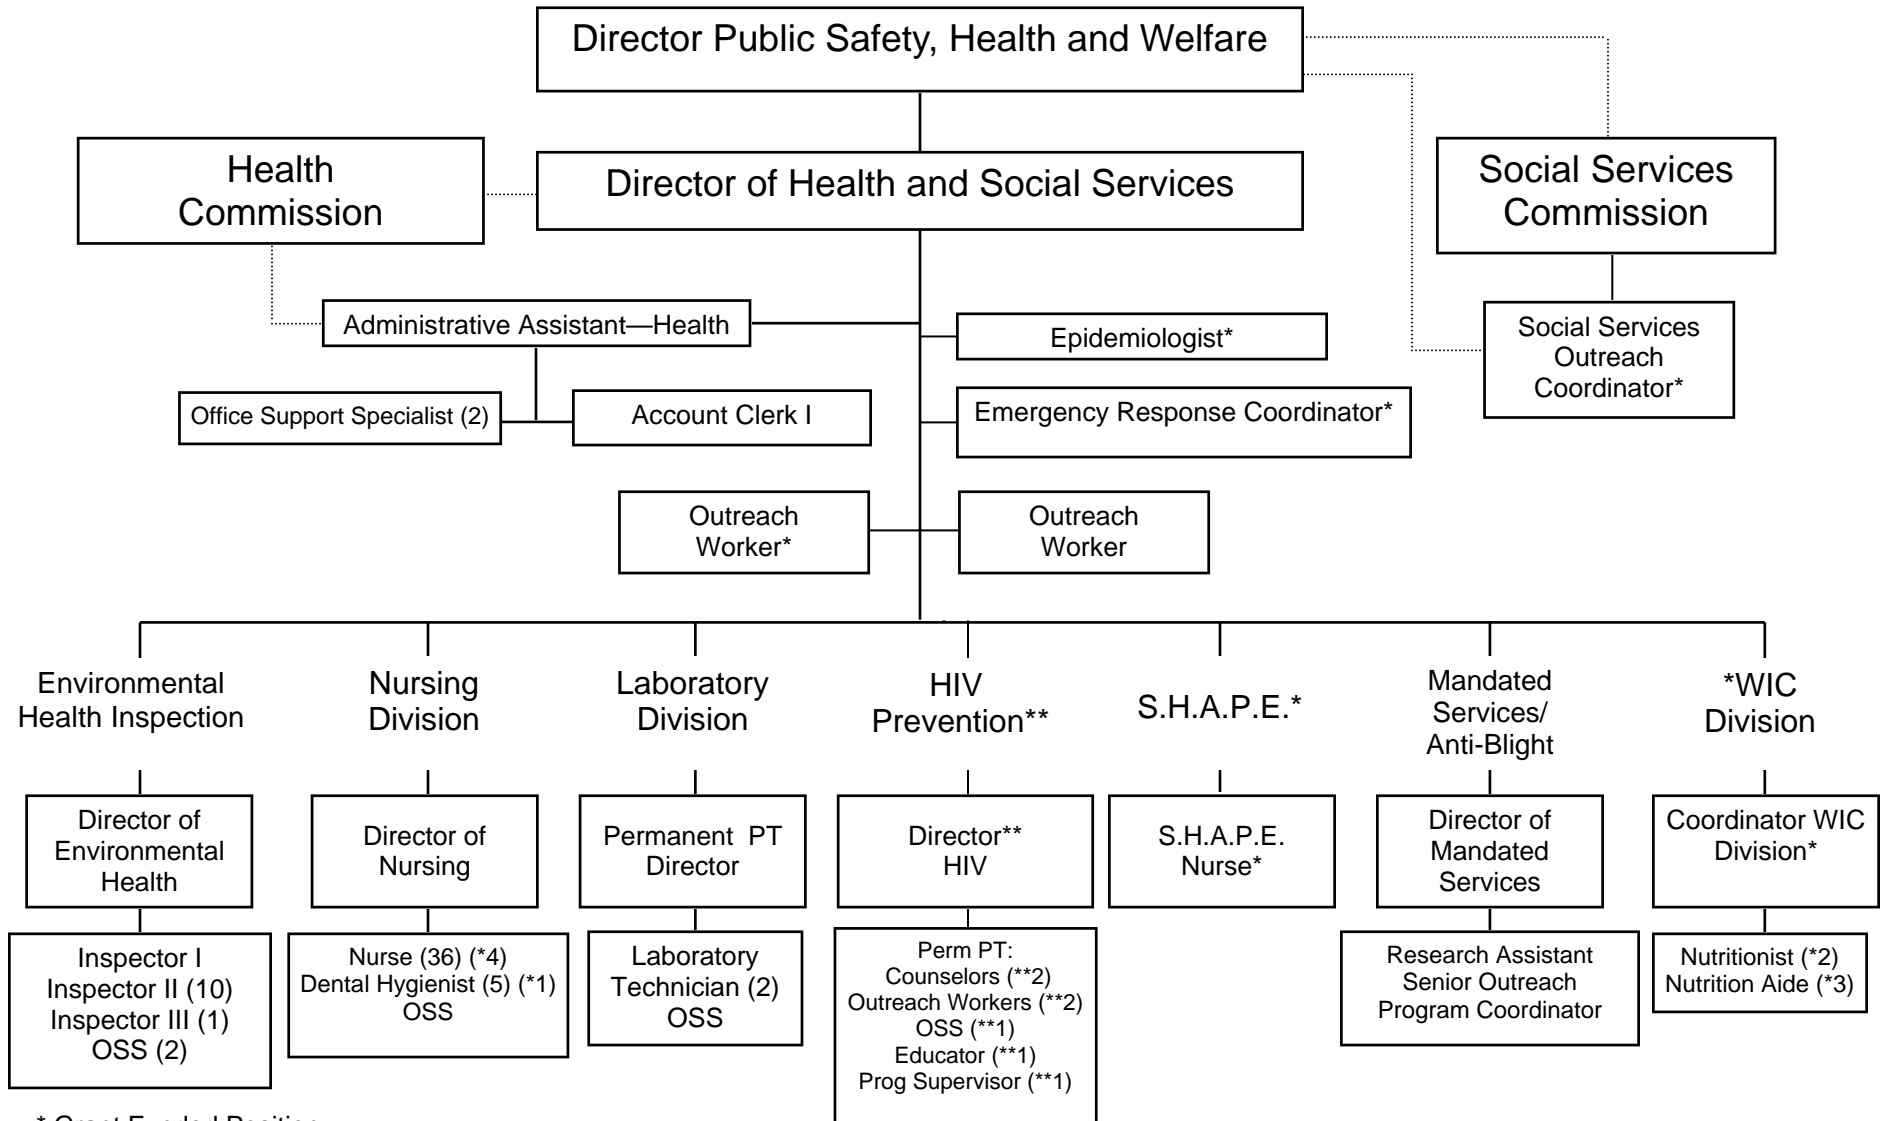 Director Public Safety, Health and Welfare
Health
Commission
Director of Health and Social Services
Social Services
Commission
Administrative Assistant—Health
Epidemiologist*
Social Services
Outreach
Coordinator*
Office Support Specialist (2)
Account Clerk I
Emergency Response Coordinator*
Outreach
Worker*
Outreach
Worker
Environmental
Health Inspection
Nursing
Division
Laboratory
Division
HIV
Prevention**
S.H.A.P.E.*
Mandated
Services/
Anti-Blight
*WIC
Division
Director of
Environmental
Health
Director of
Nursing
Permanent PT
Director
Director**
HIV
S.H.A.P.E.
Nurse*
Director of
Mandated
Services
Coordinator WIC
Division*
Inspector I
Inspector II (10)
Inspector III (1)
OSS (2)
Nurse (36) (*4)
Dental Hygienist (5) (*1)
OSS
Laboratory
Technician (2)
OSS
Perm PT:
Counselors (**2)
Outreach Workers (**2)
OSS (**1)
Educator (**1)
Prog Supervisor (**1)
Research Assistant
Senior Outreach
Program Coordinator
Nutritionist (*2)
Nutrition Aide (*3)
* Grant Funded Position